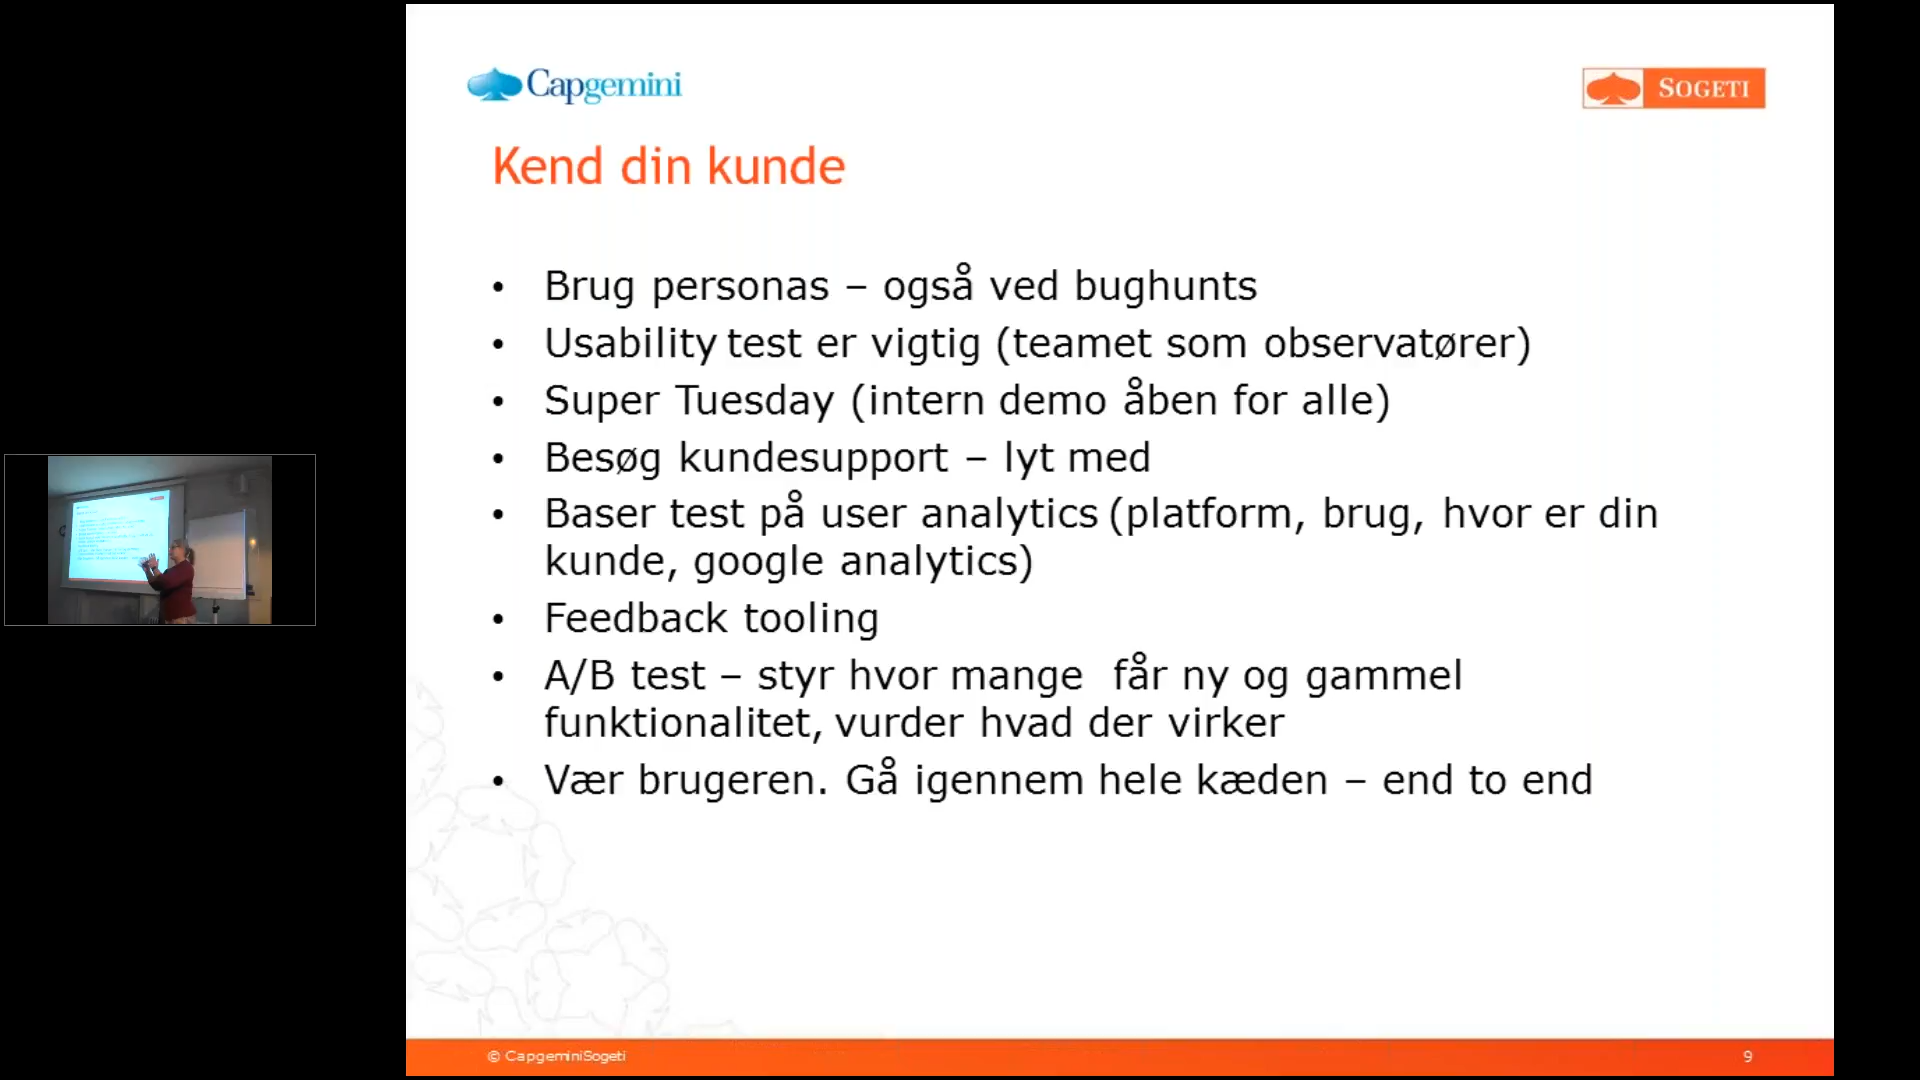 Capgemini
SOGETI
Kend din kunde
• Brug personas – også ved bughunts
• Usability test er vigtig (teamet som observatører)
• Super Tuesday (intern demo åben for alle)
• Besøg kundesupport – lyt med
• Baser test på user analytics (platform, brug, hvor er din
kunde, google analytics)
• Feedback tooling
• A/B test – styr hvor mange  får ny og gammel
funktionalitet, vurder hvad der virker
• Vær brugeren. Gå igennem hele kæden – end to end
© CapgeminiSogeti
9